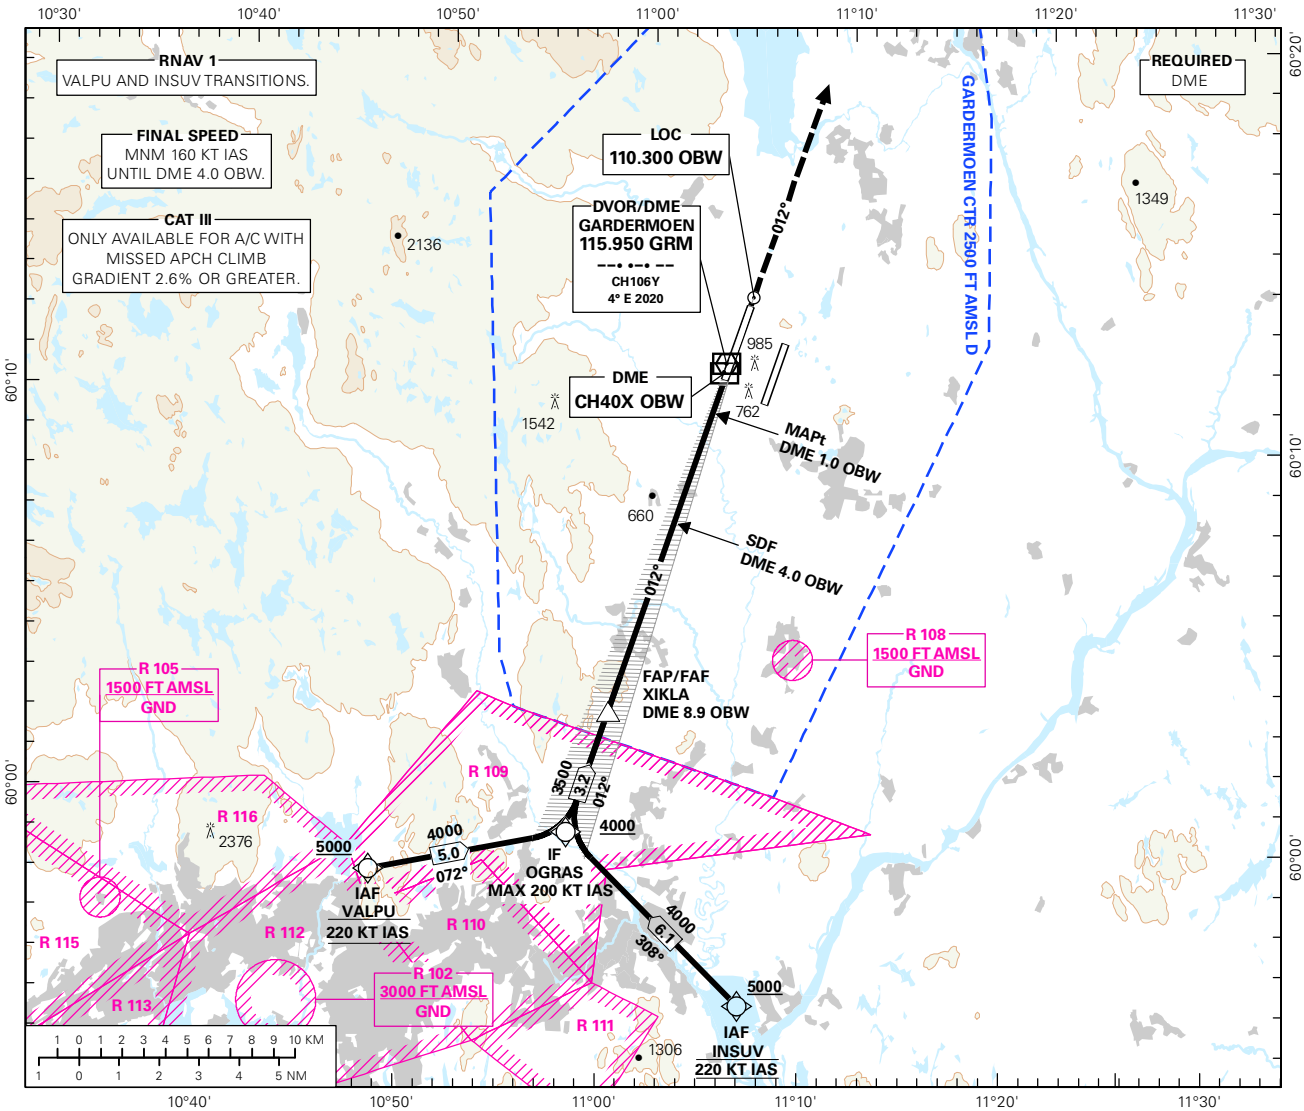 10°30'
10°40'
10°50'
11°00'
11°10'
11°20'
11°30'
60°20'
RNAV 1
VALPU AND INSUV TRANSITIONS.
REQUIRED
DME
FINAL SPEED
MNM 160 KT IAS
UNTIL DME 4.0 OBW.
LOC
110.300 OBW
GARDERMOEN CTR 2500 FT AMSL D
1349
CAT III
ONLY AVAILABLE FOR A/C WITH
MISSED APCH CLIMB
GRADIENT 2.6% OR GREATER.
2136
DVOR/DME
GARDERMOEN
115.950 GRM
CH106Y
4° E 2020
012°
985
60°10'
DME
CH40X OBW
762
1542
MAPt
DME 1.0 OBW
60°10'
660
SDF
DME 4.0 OBW
012°
R 108
1500 FT AMSL
GND
R 105
1500 FT AMSL
GND
FAP/FAF
XIKLA
DME 8.9 OBW
60°00'
R 109
3500
3.2
012°
R 116
2376
5000
4000
5.0
072°
4000
60°00'
IF
OGRAS
MAX 200 KT IAS
IAF
VALPU
220 KT IAS
R 110
R 112
R 115
4000
6.1
308°
R 102
3000 FT AMSL
GND
5000
R 113
R 111
IAF
INSUV
220 KT IAS
1306
1 0 1 2 3 4 5 6 7 8 9 10 KM
1 0 1 2 3 4 5 NM
10°40'
10°50'
11°00'
11°10'
11°20'
11°30'